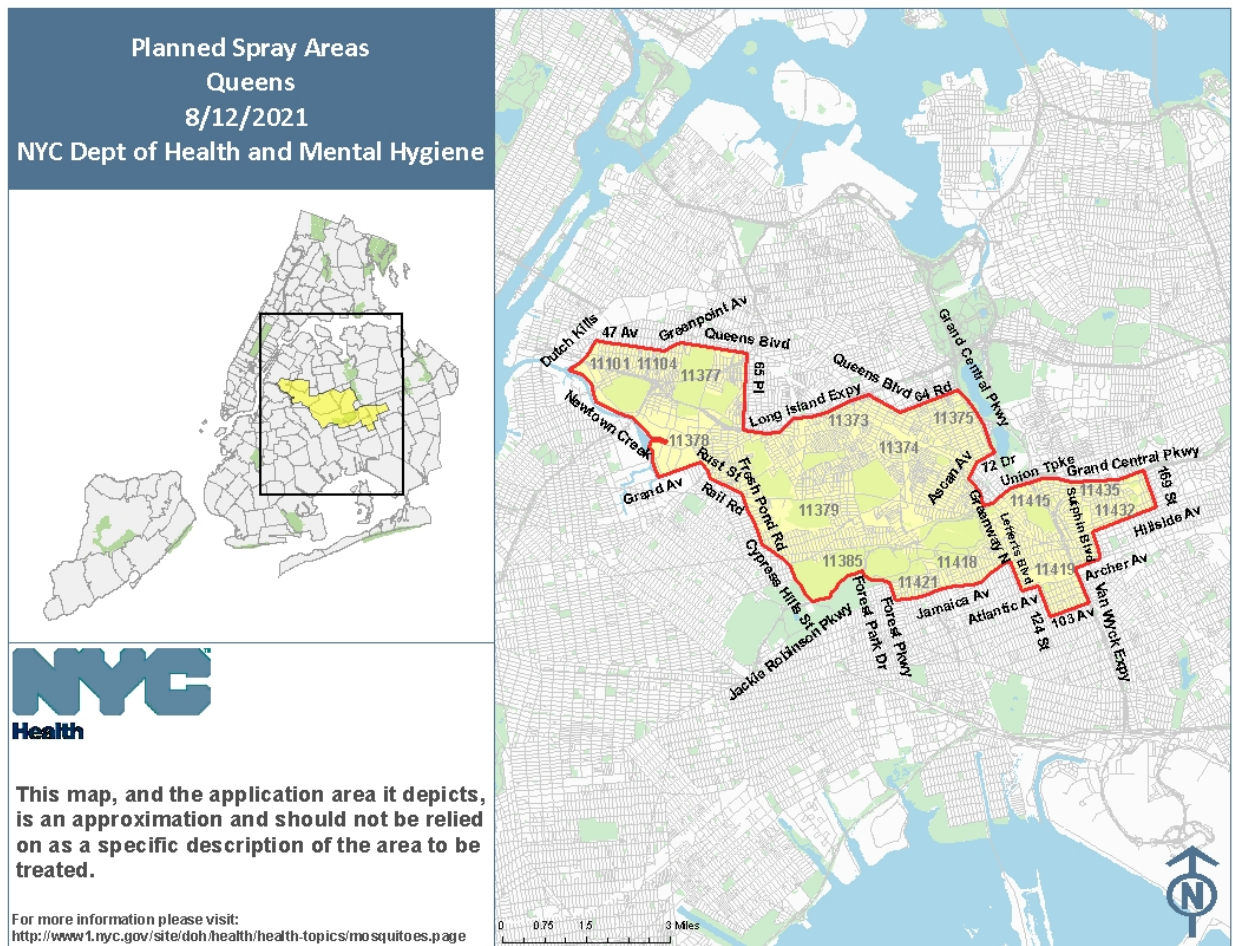 Planned Spray Areas
Queens
8/12/2021
NYC Dept of Health and Mental Hygiene
NYC
Health
This map, and the application area it depicts,
is an approximation and should not be relied
on as a specific description of the area to be
treated.
For more information please visit:
http://www1.nyc.gov/site/doh/health/health-topics/mosquitoes.page
Dutch Kills
47 Av
Greenpoint Av
Queens Blvd
65 Pl
Long Island Expy
Queens Blvd
64 Rd
Grand Central Pkwy
11101
11104
11377
11373
11375
11374
11378
Newtown Creek
Rust St
Grand Av
Rail Rd
Fresh Pond Rd
Ascan Av
72 Dr
Union Tpke
Grand Central Pkwy
169 St
11379
Greenway N
11415
11435
11432
Sutphin Blvd
Hillside Av
Lefferts Blvd
11385
11418
11421
11419
Archer Av
Cypress Hills St
Jackie Robinson Pkwy
Forest Park Dr
Forest Pkwy
Jamaica Av
Atlantic Av
124 St
103 Av
Van Wyck Expy
0 0.75 1.5 3 Miles
N